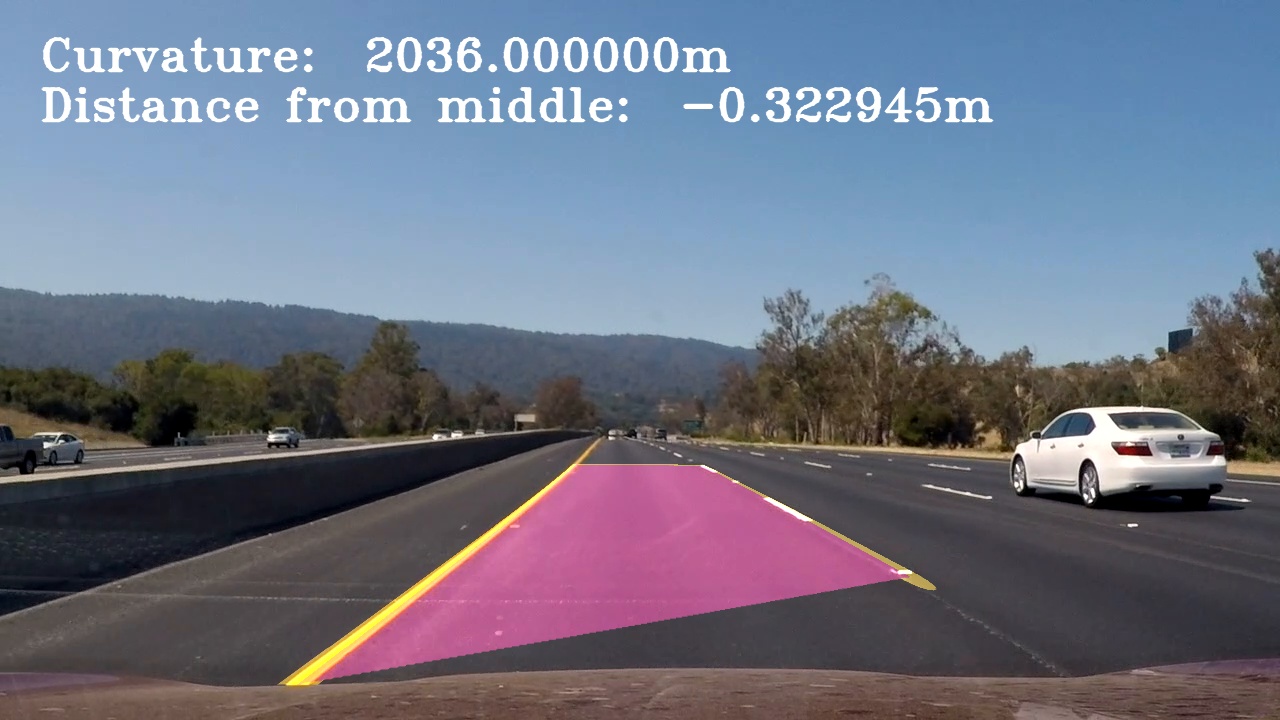 Curvature:  2036.000000m
Distance from middle:  −0.322945m